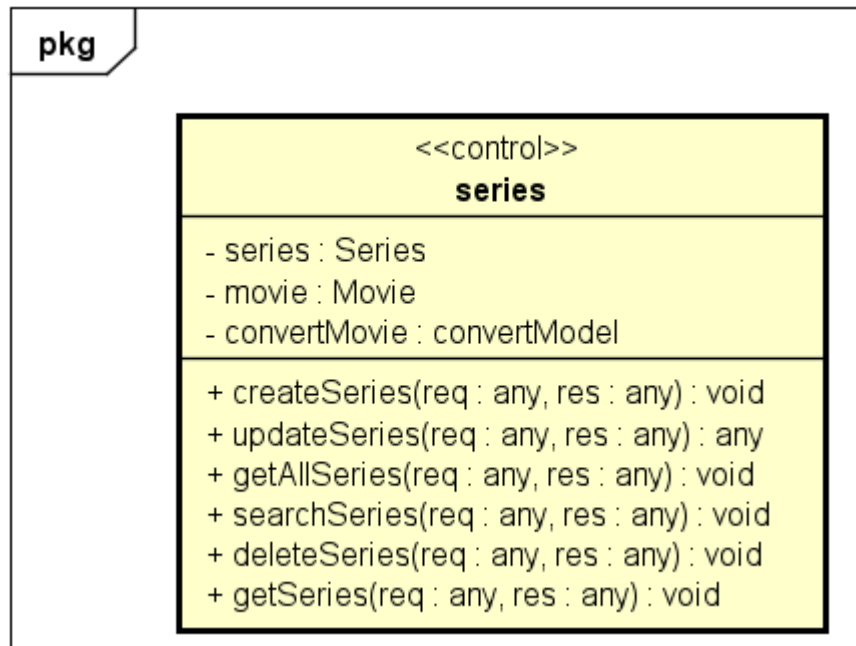 pkg
<<control>>
series
- series : Series
- movie : Movie
- convertMovie : convertModel
+ createSeries(req : any, res : any) : void
+ updateSeries(req : any, res : any) : any
+ getAllSeries(req : any, res : any) : void
+ searchSeries(req : any, res : any) : void
+ deleteSeries(req : any, res : any) : void
+ getSeries(req : any, res : any) : void